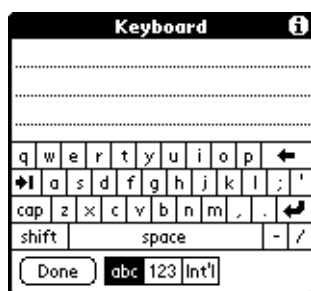 Keyboard i
q w e r t y u i o p
a s d f g h j k l ; '
cap z x c v b n m , .
shift space - /
Done abc 123 Int'l